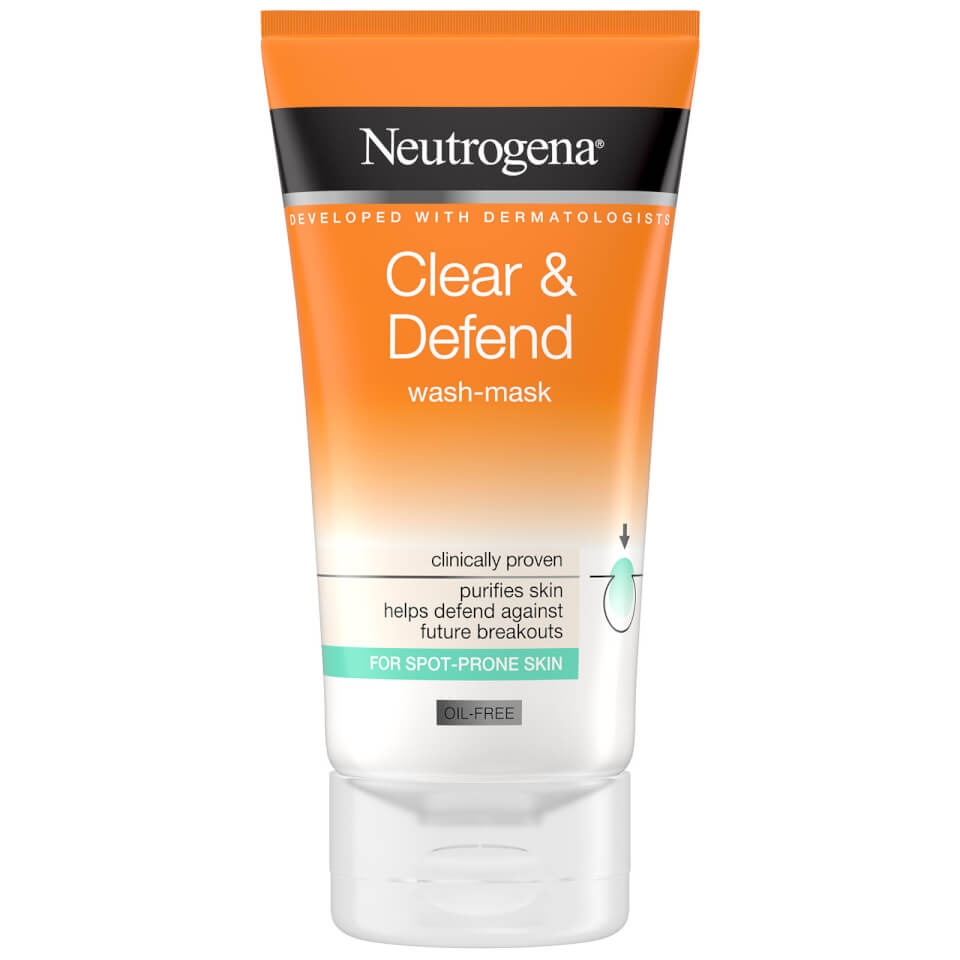 Neutrogena®
DEVELOPED WITH DERMATOLOGISTS
Clear &
Defend
wash-mask
clinically proven
purifies skin
helps defend against
future breakouts
FOR SPOT-PRONE SKIN
OIL-FREE